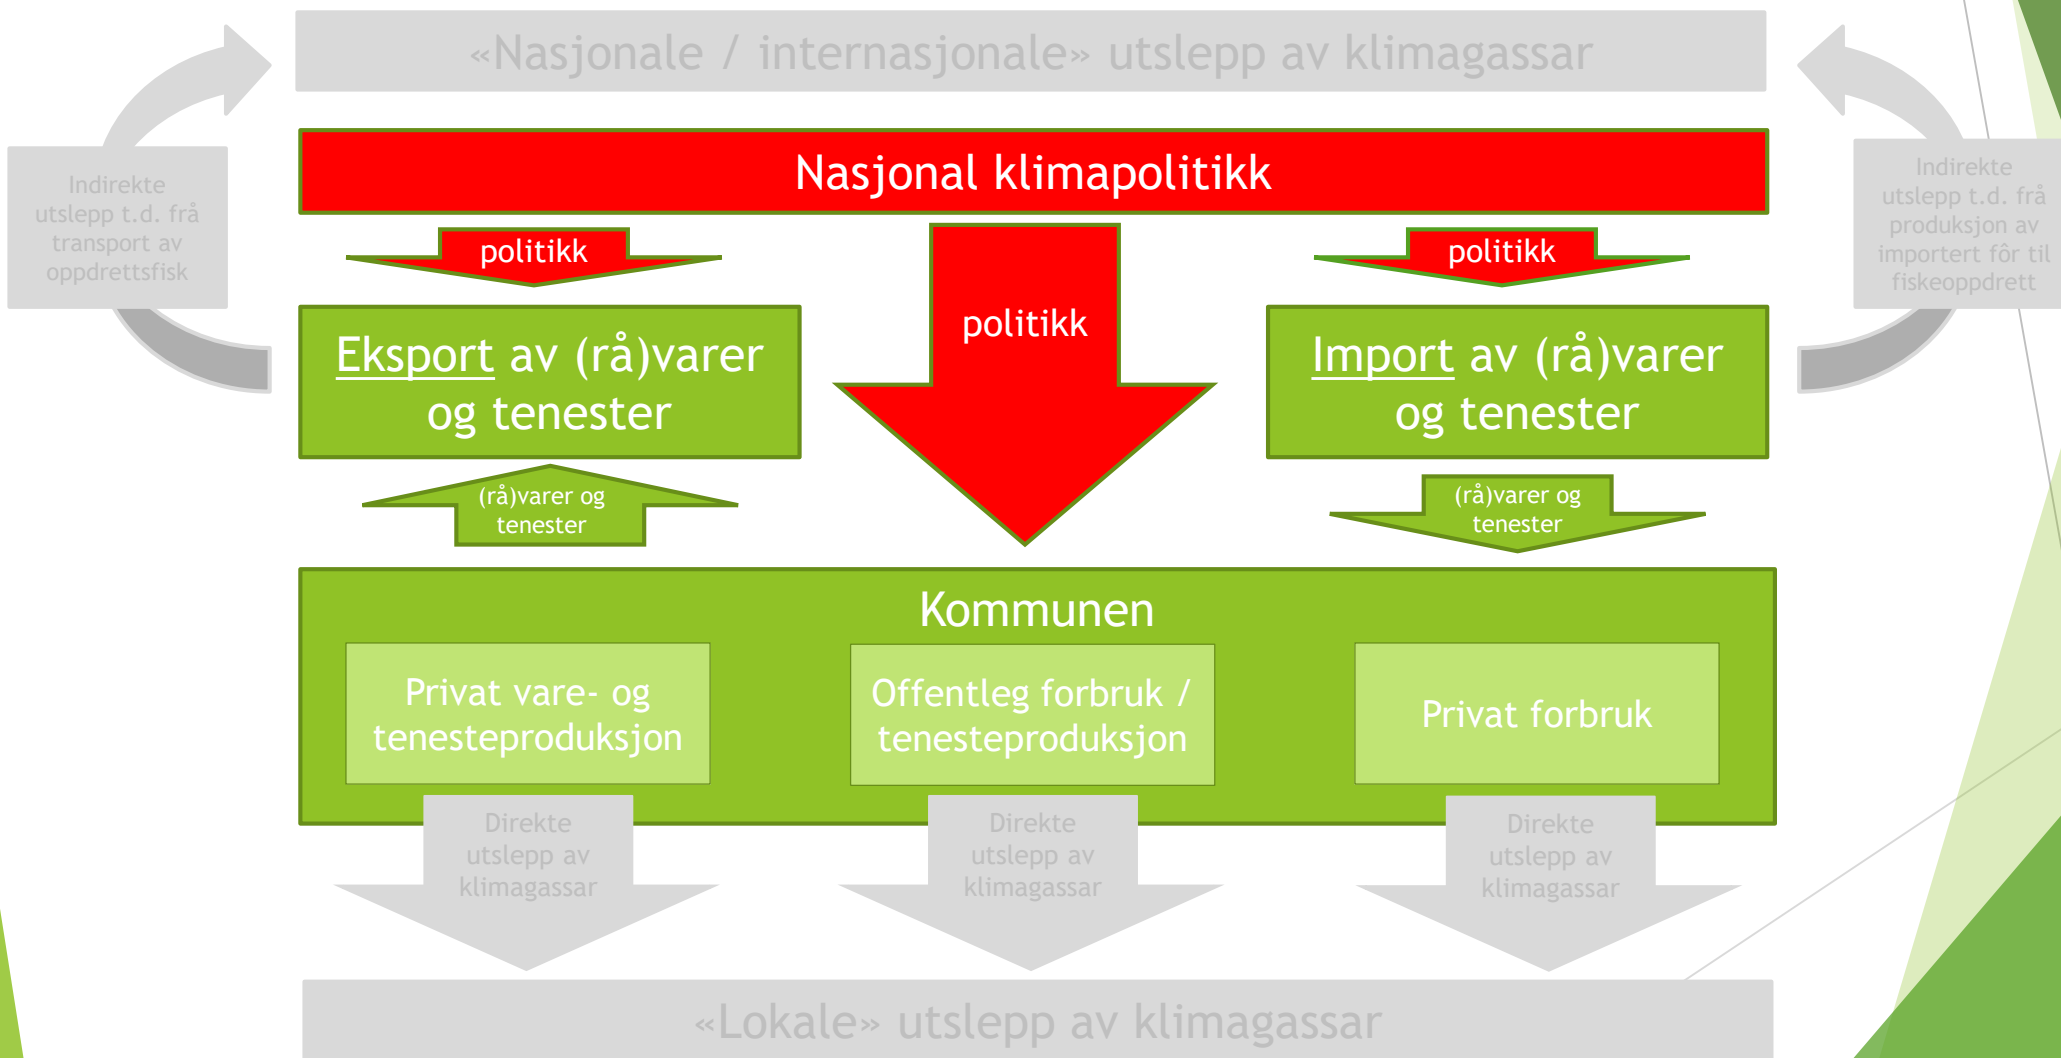 «Nasjonale / internasjonale» utslepp av klimagassar
Nasjonal klimapolitikk
Indirekte
utslepp t.d. frå
transport av
oppdrettsfisk
Indirekte
utslepp t.d. frå
produksjon av
importert fôr til
fiskeoppdrett
politikk
politikk
politikk
Eksport av (rå)varer
og tenester
Import av (rå)varer
og tenester
(rå)varer og
tenester
(rå)varer og
tenester
Kommunen
Privat vare- og
tenesteproduksjon
Offentleg forbruk /
tenesteproduksjon
Privat forbruk
Direkte
utslepp av
klimagassar
Direkte
utslepp av
klimagassar
Direkte
utslepp av
klimagassar
«Lokale» utslepp av klimagassar